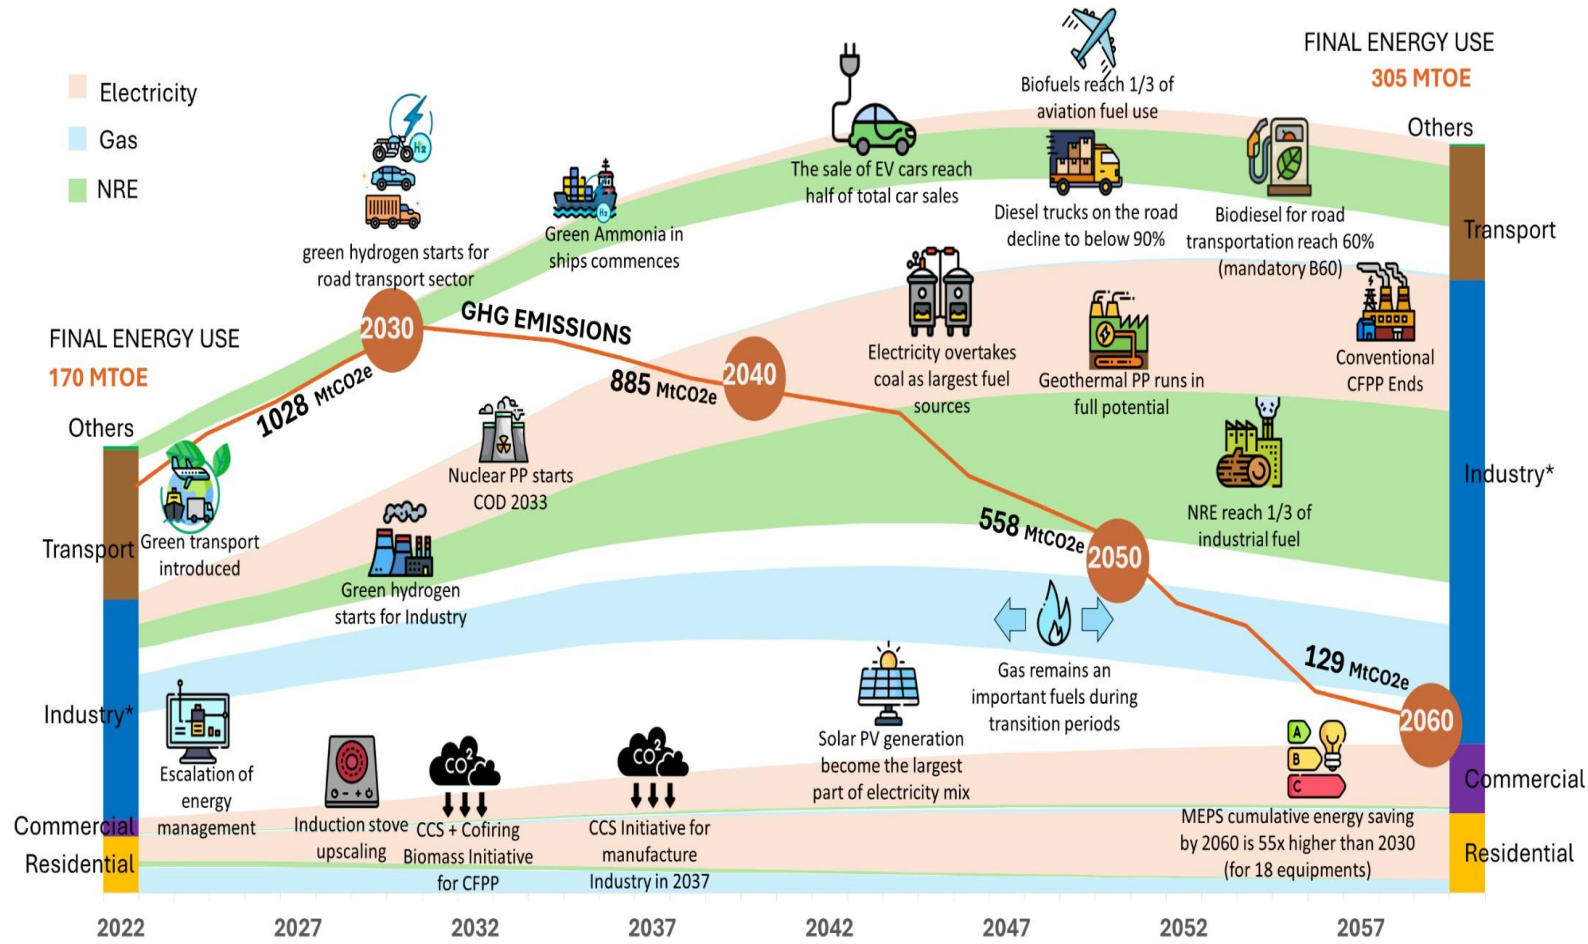 Electricity
Gas
NRE
FINAL ENERGY USE
170 MTOE
Others
Transport
Industry*
Commercial
Residential
Green transport
introduced
1028 MtCO2e
2030
green hydrogen starts for
road transport sector
H2
Green Ammonia in
ships commences
H2
GHG EMISSIONS
885 MtCO2e
2040
Nuclear PP starts
COD 2033
Green hydrogen
starts for Industry
The sale of EV cars reach
half of total car sales
Biofuels reach 1/3 of
aviation fuel use
Diesel trucks on the road
decline to below 90%
Biodiesel for road
transportation reach 60%
(mandatory B60)
Electricity overtakes
coal as largest fuel
sources
Geothermal PP runs in
full potential
Conventional
CFPP Ends
NRE reach 1/3 of
industrial fuel
558 MtCO2e
2050
Gas remains an
important fuels during
transition periods
129 MtCO2e
2060
Escalation of
energy
management
Induction stove
upscaling
CO2
CCS + Cofiring
Biomass Initiative
for CFPP
CO2
CCS Initiative for
manufacture
Industry in 2037
Solar PV generation
become the largest
part of electricity mix
A
B
C
MEPS cumulative energy saving
by 2060 is 55x higher than 2030
(for 18 equipments)
FINAL ENERGY USE
305 MTOE
Others
Transport
Industry*
Commercial
Residential
2022
2027
2032
2037
2042
2047
2052
2057